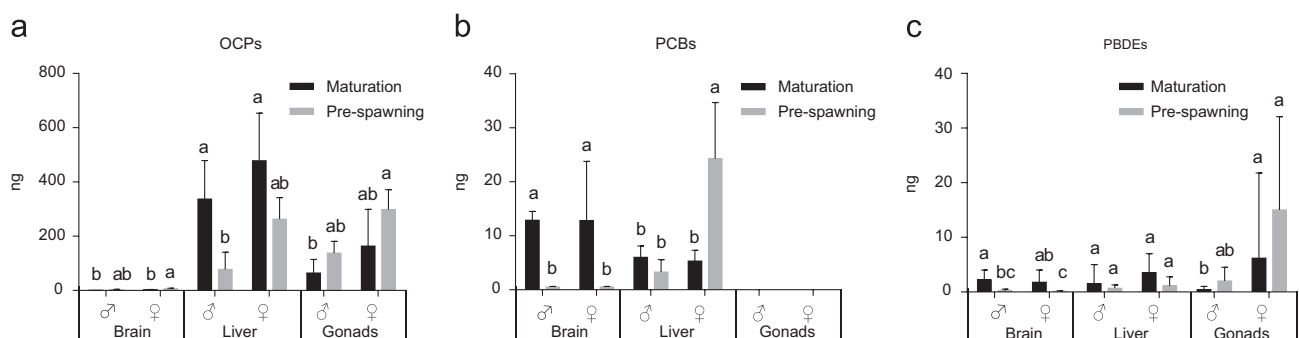 a
OCPs
800
600
400
200
0
ng
Maturation
Pre-spawning
b ab b a
a b a ab
b ab ab a
♂ ♀ ♂ ♀ ♂ ♀
Brain Liver Gonads
b
PCBs
40
30
20
10
0
ng
Maturation
Pre-spawning
a b a b
b b b a
♂ ♀ ♂ ♀ ♂ ♀
Brain Liver Gonads
c
PBDEs
40
30
20
10
0
ng
Maturation
Pre-spawning
a bc ab c
a a a a
b ab a a
♂ ♀ ♂ ♀ ♂ ♀
Brain Liver Gonads